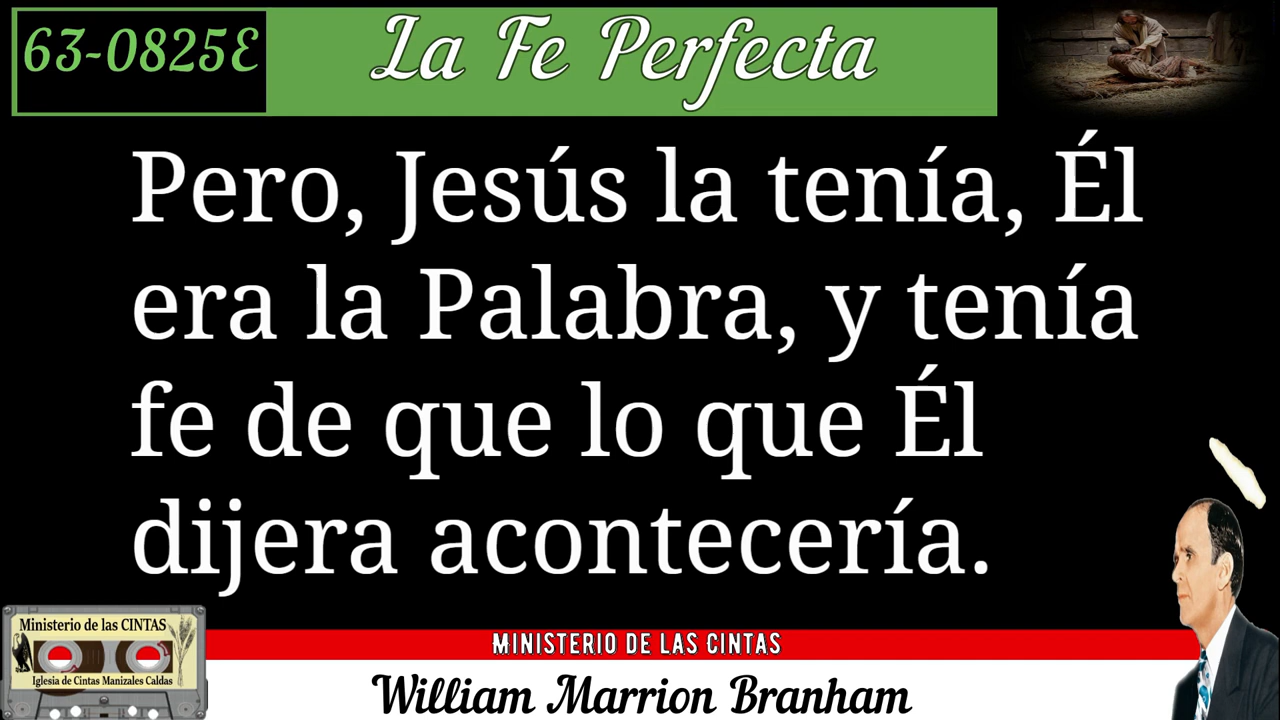 63-0825E
La Fe Perfecta
Pero, Jesús la tenía, Él
era la Palabra, y tenía
fe de que lo que Él
dijera acontecería.
Ministerio de las CINTAS
Iglesia de Cintas Manizales Caldas
MINISTERIO DE LAS CINTAS
William Marrion Branham